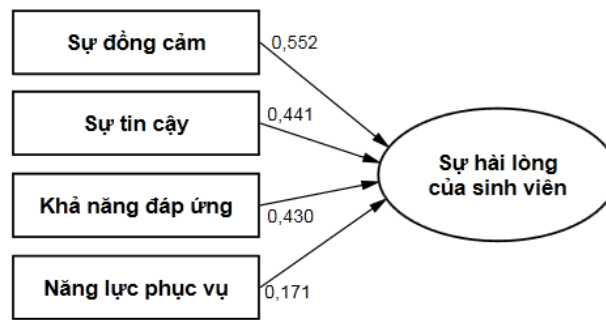 Sự đồng cảm
0,552
Sự tin cậy
0,441
Sự hài lòng
của sinh viên
Khả năng đáp ứng
0,430
Năng lực phục vụ
0,171